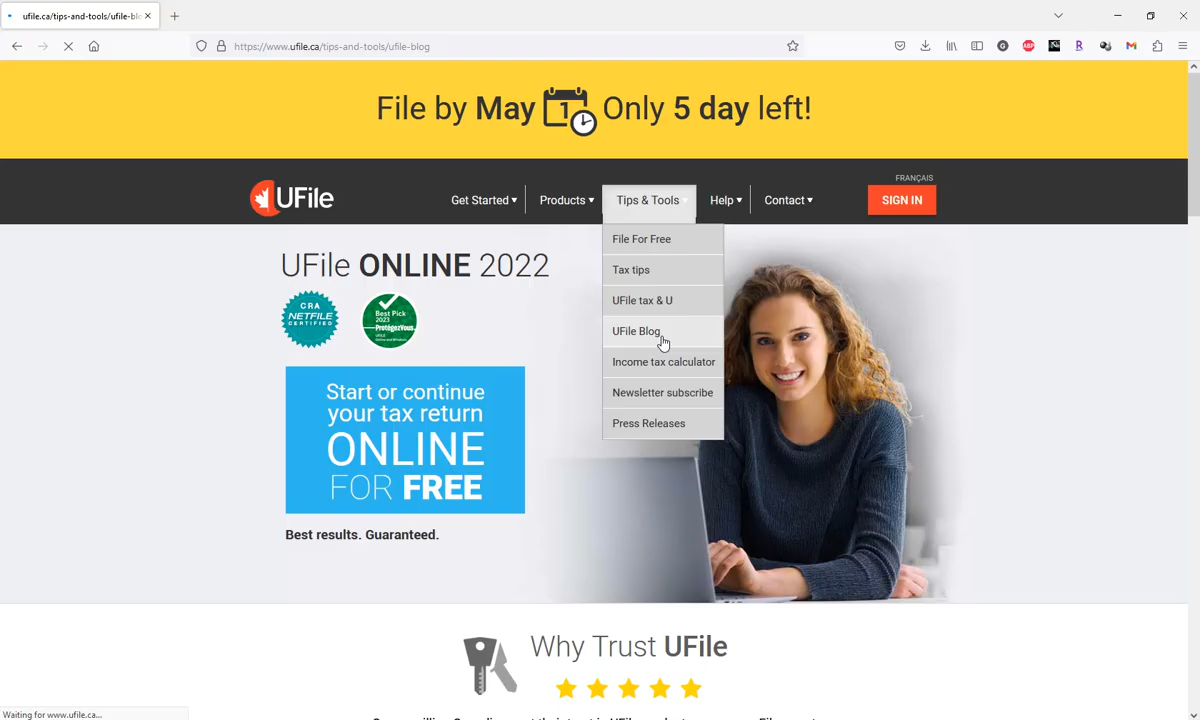 ufile.ca/tips-and-tools/ufile-blo
https://www.ufile.ca/tips-and-tools/ufile-blog
File by May 1 Only 5 day left!
FRANÇAIS
UFile
Get Started
Products
Tips & Tools
Help
Contact
SIGN IN
File For Free
Tax tips
UFile tax & U
UFile Blog
Income tax calculator
Newsletter subscribe
Press Releases
UFile ONLINE 2022
CRA
NETFILE
CERTIFIED
Best Pick
2023
ProtégezVous
Start or continue
your tax return
ONLINE
FOR FREE
Best results. Guaranteed.
Why Trust UFile
Waiting for www.ufile.ca...